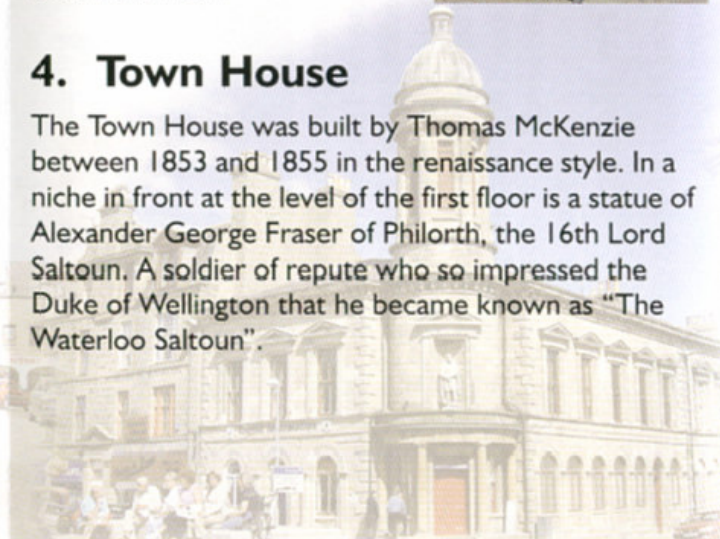 4. Town House
The Town House was built by Thomas McKenzie
between 1853 and 1855 in the renaissance style. In a
niche in front at the level of the first floor is a statue of
Alexander George Fraser of Philorth, the 16th Lord
Saltoun. A soldier of repute who so impressed the
Duke of Wellington that he became known as “The
Waterloo Saltoun”.